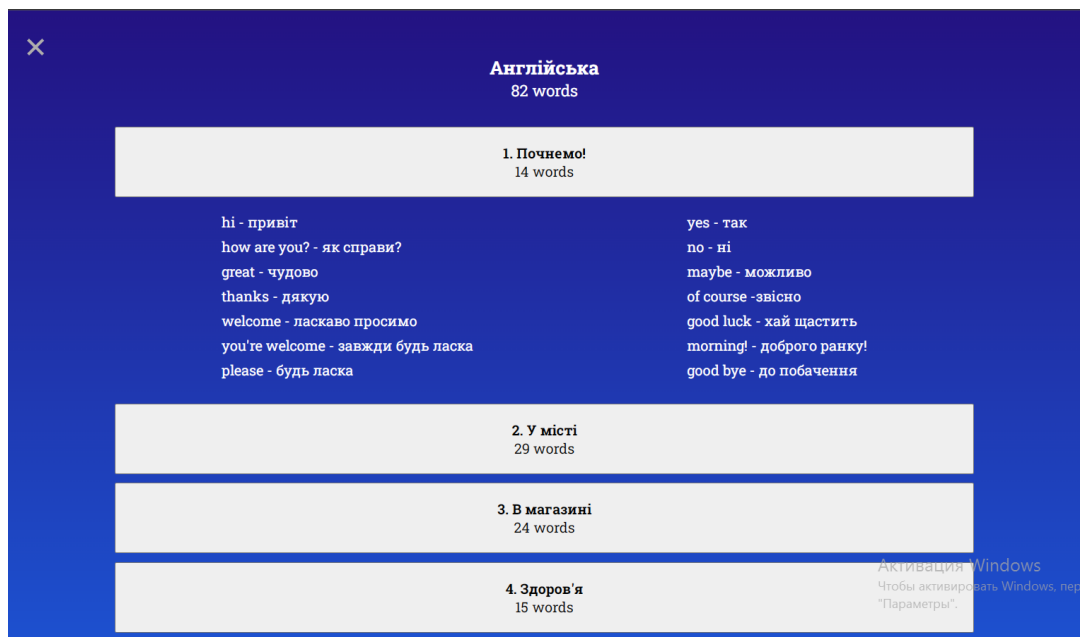 Англійська
82 words
1. Почнемо!
14 words
hi - привіт
how are you? - як справи?
great - чудово
thanks - дякую
welcome - ласкаво просимо
you're welcome - завжди будь ласка
please - будь ласка
yes - так
no - ні
maybe - можливо
of course -звісно
good luck - хай щастить
morning! - доброго ранку!
good bye - до побачення
2. У місті
29 words
3. В магазині
24 words
4. Здоров'я
15 words
Активация Windows
Чтобы активировать Windows, пер
"Параметры".